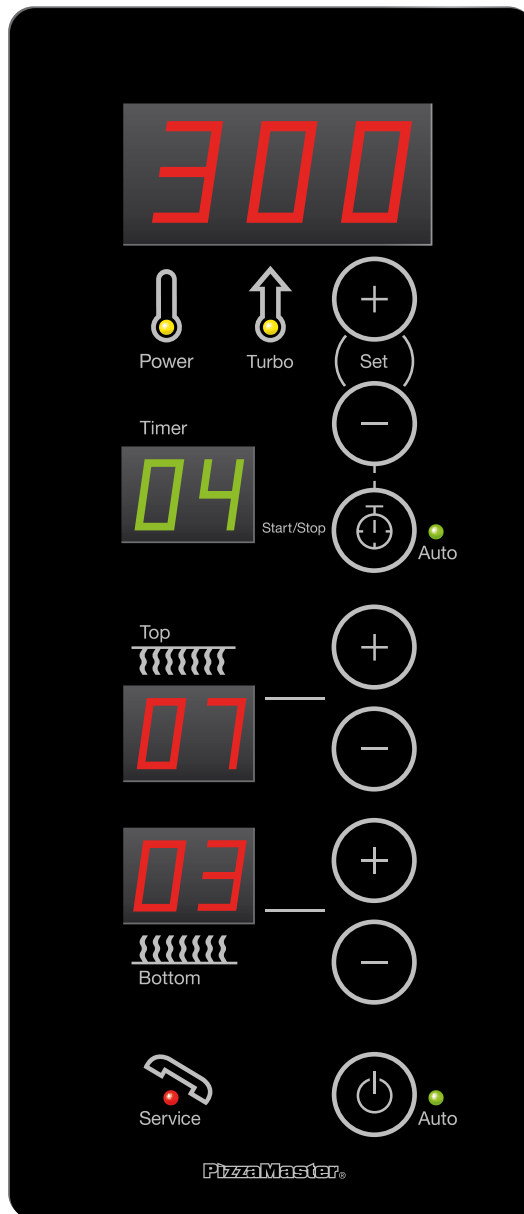 300
Power
Turbo
Set
Timer
04
Start/Stop
Auto
Top
07
03
Bottom
Service
Auto
PizzaMaster®